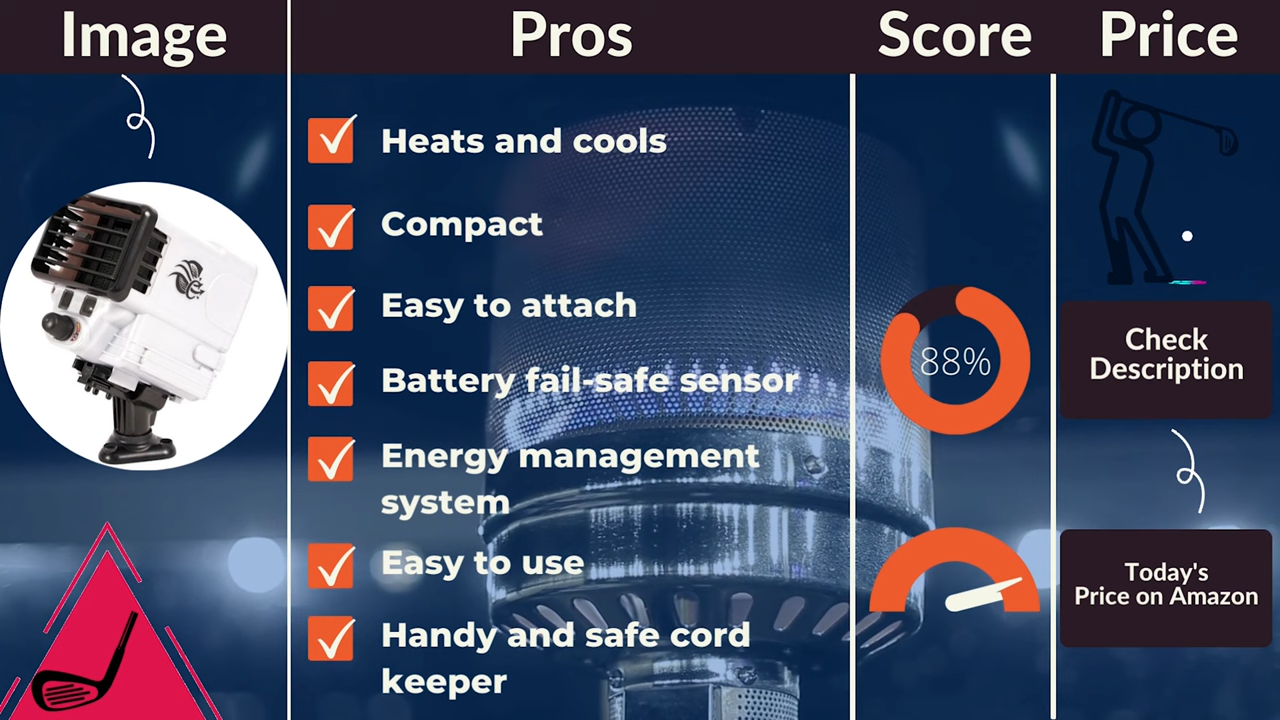 Image
Pros
Score
Price
Heats and cools
Compact
Easy to attach
Battery fail-safe sensor
Energy management
system
Easy to use
Handy and safe cord
keeper
88%
Check
Description
Today's
Price on Amazon